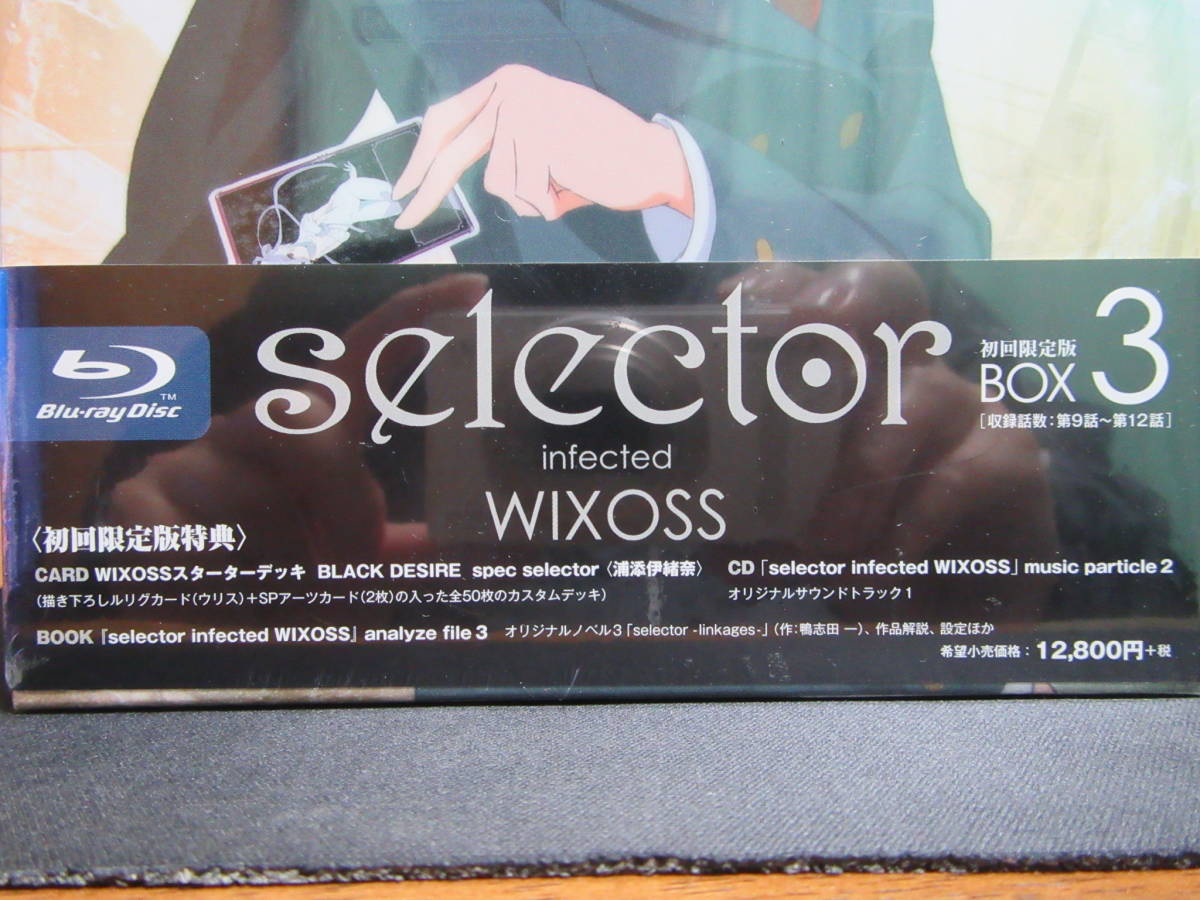 Blu-ray Disc™
selector
infected
WIXOSS
初回限定版
BOX 3
[収録話数:第9話～第12話]
〈初回限定版特典〉
CARD WIXOSSスターターデッキ BLACK DESIRE spec selector〈浦添伊緒奈〉
(描き下ろしルリグカード(ウリス)+SPアーツカード(2枚)の入った全50枚のカスタムデッキ)
CD「selector infected WIXOSS」music particle 2
オリジナルサウンドトラック1
BOOK『selector infected WIXOSS』analyze file 3 オリジナルノベル3「selector -linkages-」(作:鴨志田 一)、作品解説、設定ほか
希望小売価格:12,800円+税